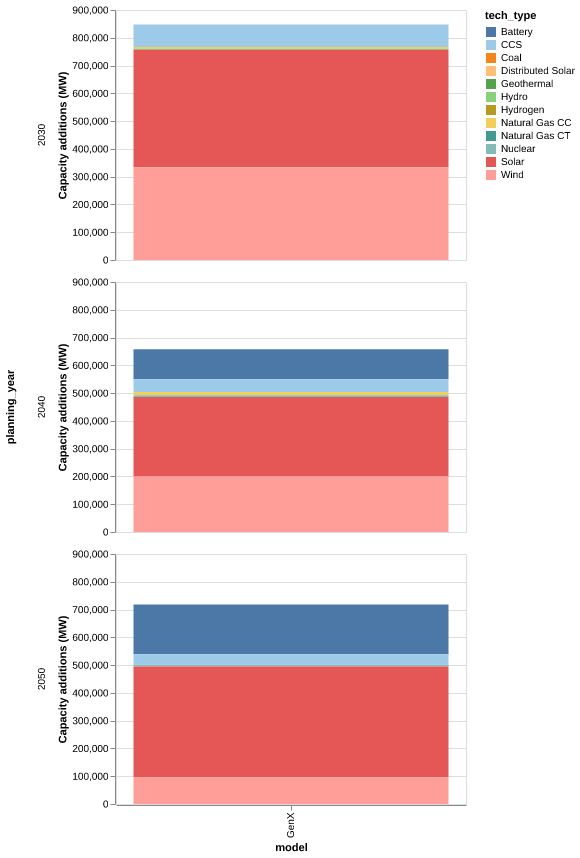 900,000
800,000
700,000
600,000
500,000
400,000
300,000
200,000
100,000
0
Capacity additions (MW)
2030
tech_type
Battery
CCS
Coal
Distributed Solar
Geothermal
Hydro
Hydrogen
Natural Gas CC
Natural Gas CT
Nuclear
Solar
Wind
planning_year
900,000
800,000
700,000
600,000
500,000
400,000
300,000
200,000
100,000
0
Capacity additions (MW)
2040
900,000
800,000
700,000
600,000
500,000
400,000
300,000
200,000
100,000
0
Capacity additions (MW)
2050
GenX
model